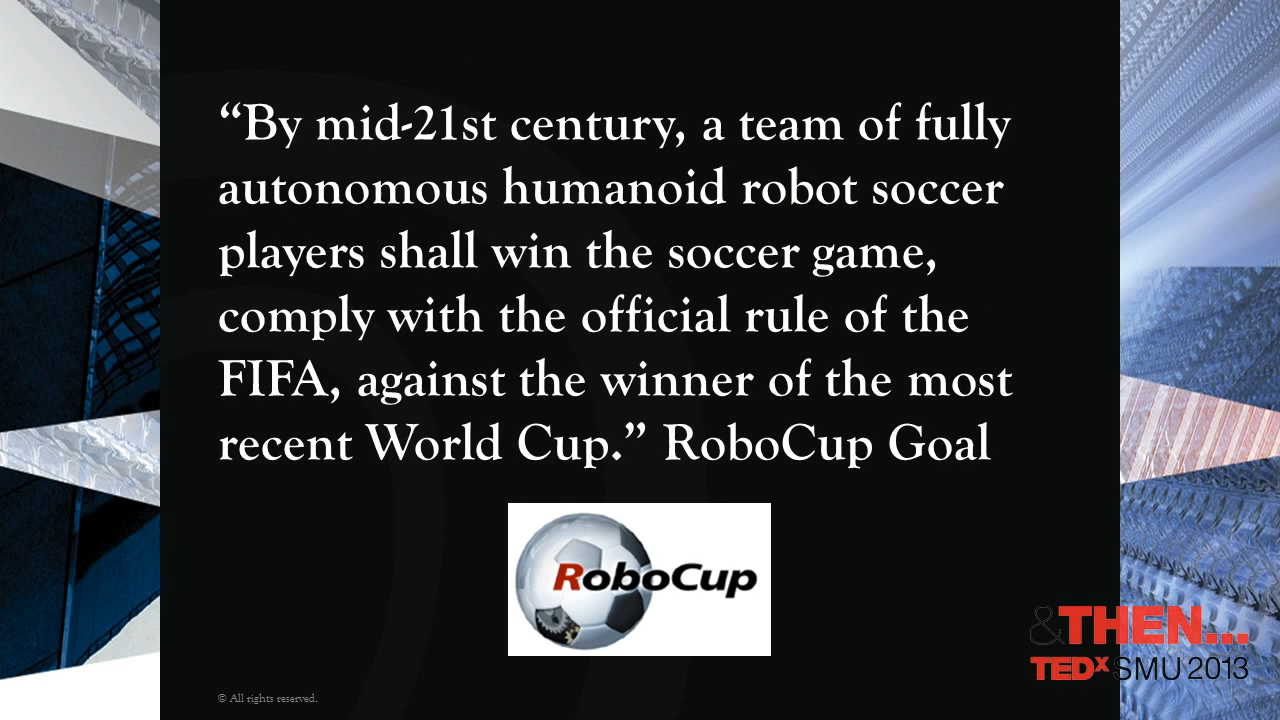 “By mid-21st century, a team of fully
autonomous humanoid robot soccer
players shall win the soccer game,
comply with the official rule of the
FIFA, against the winner of the most
recent World Cup.” RoboCup Goal
RoboCup
&THEN...
TEDxSMU 2013
© All rights reserved.